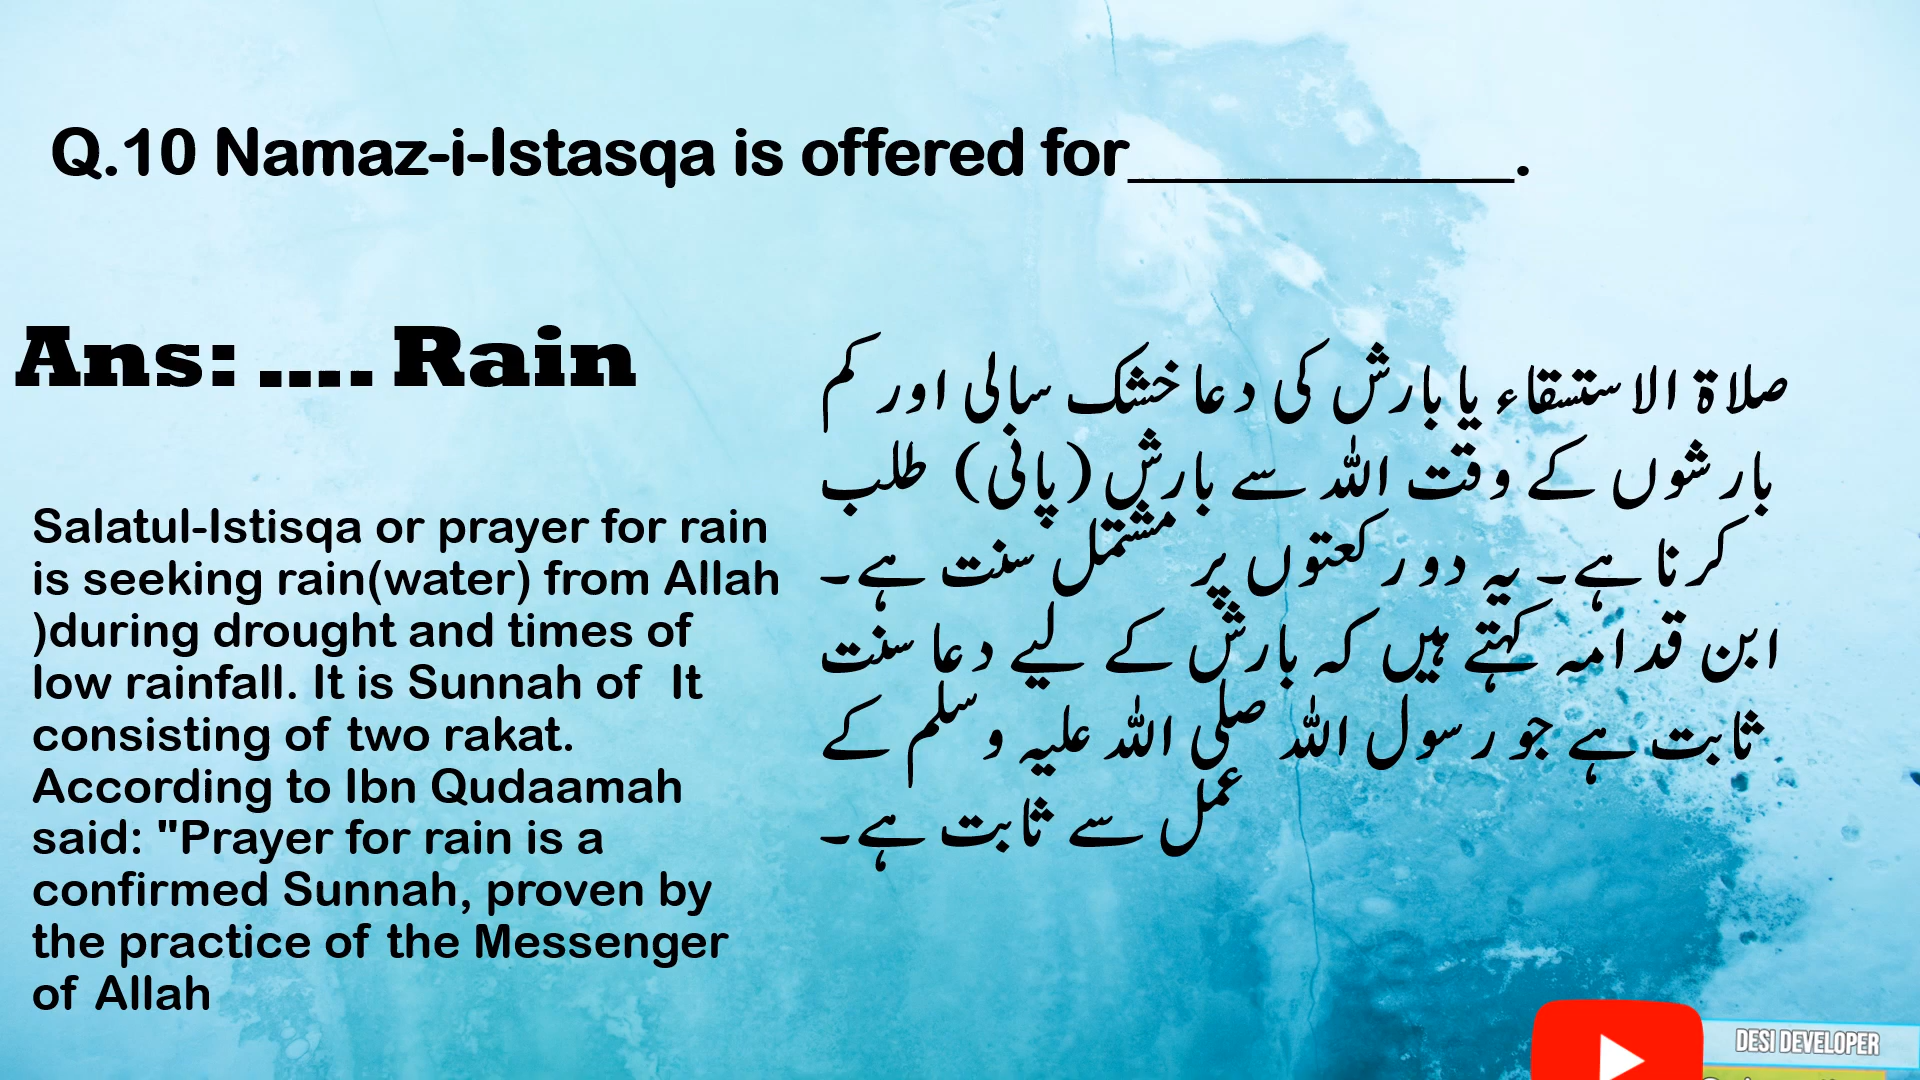 Q.10 Namaz-i-Istasqa is offered for____________.
Ans: .... Rain
Salatul-Istisqa or prayer for rain
is seeking rain(water) from Allah
)during drought and times of
low rainfall. It is Sunnah of It
consisting of two rakat.
According to Ibn Qudaamah
said: "Prayer for rain is a
confirmed Sunnah, proven by
the practice of the Messenger
of Allah
صلاۃ الاستسقاء یا بارش کی دعا خشک سالی اور کم
بارشوں کے وقت اللہ سے بارش (پانی) طلب
کرنا ہے۔ یہ دو رکعتوں پر مشتمل سنت ہے۔
ابن قدامہ کہتے ہیں کہ بارش کے لیے دعا سنت
ثابت ہے جو رسول اللہ صلی اللہ علیہ وسلم کے
عمل سے ثابت ہے۔
DESI DEVELOPER